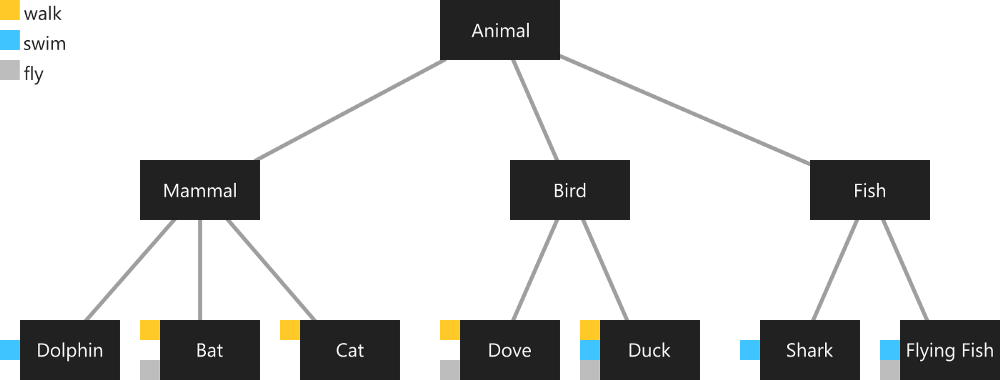 walk
swim
fly
Animal
Mammal
Bird
Fish
Dolphin
Bat
Cat
Dove
Duck
Shark
Flying Fish